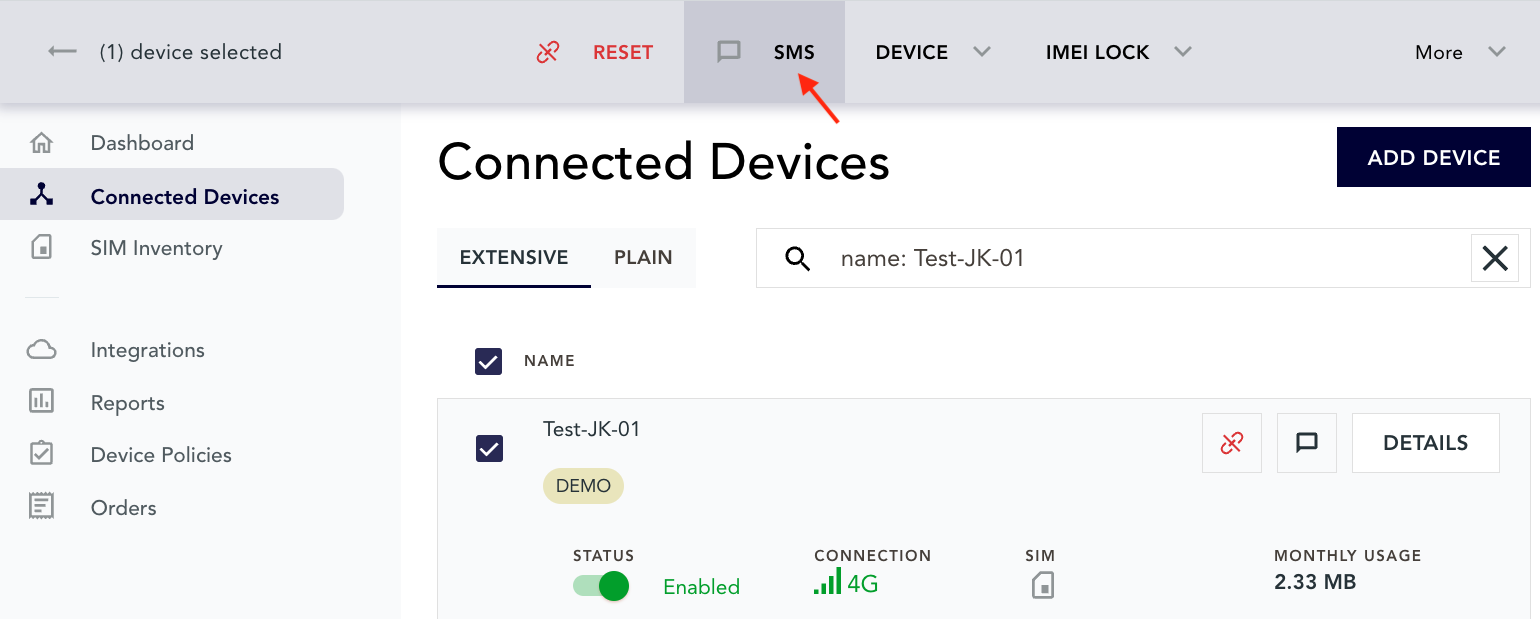 (1) device selected
RESET
SMS
DEVICE
IMEI LOCK
More
Dashboard
Connected Devices
SIM Inventory
Integrations
Reports
Device Policies
Orders
Connected Devices
ADD DEVICE
EXTENSIVE
PLAIN
name: Test-JK-01
NAME
Test-JK-01
DETAILS
DEMO
STATUS
Enabled
CONNECTION
4G
SIM
MONTHLY USAGE
2.33 MB